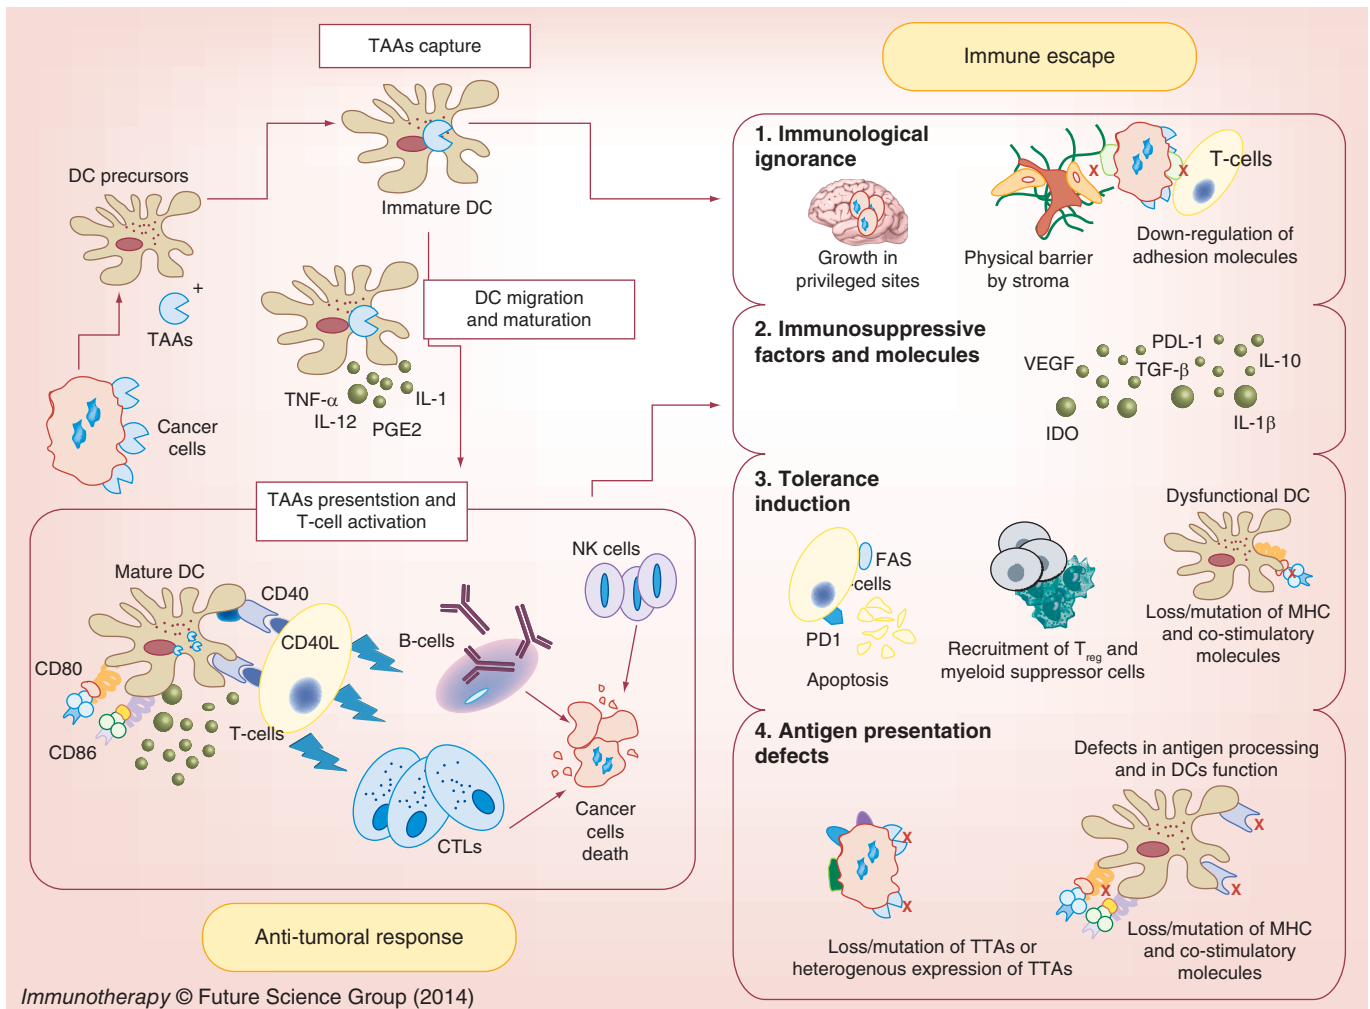 TAAs capture
Immune escape
DC precursors
Immature DC
+
TAAs
Cancer
cells
DC migration
and maturation
TNF-α
IL-12
PGE2
IL-1
TAAs presentstion and
T-cell activation
Mature DC
CD40
CD40L
CD80
CD86
T-cells
B-cells
NK cells
CTLs
Cancer
cells
death
Anti-tumoral response
1. Immunological
ignorance
Growth in
privileged sites
Physical barrier
by stroma
X
X
T-cells
Down-regulation of
adhesion molecules
2. Immunosuppressive
factors and molecules
VEGF
PDL-1
TGF-β
IL-10
IDO
IL-1β
3. Tolerance
induction
FAS
-cells
PD1
Apoptosis
Recruitment of Treg and
myeloid suppressor cells
Dysfunctional DC
X
Loss/mutation of MHC
and co-stimulatory
molecules
4. Antigen presentation
defects
X
X
Loss/mutation of TTAs or
heterogenous expression of TTAs
Defects in antigen processing
and in DCs function
X
X
X
Loss/mutation of MHC
and co-stimulatory
molecules
Immunotherapy © Future Science Group (2014)